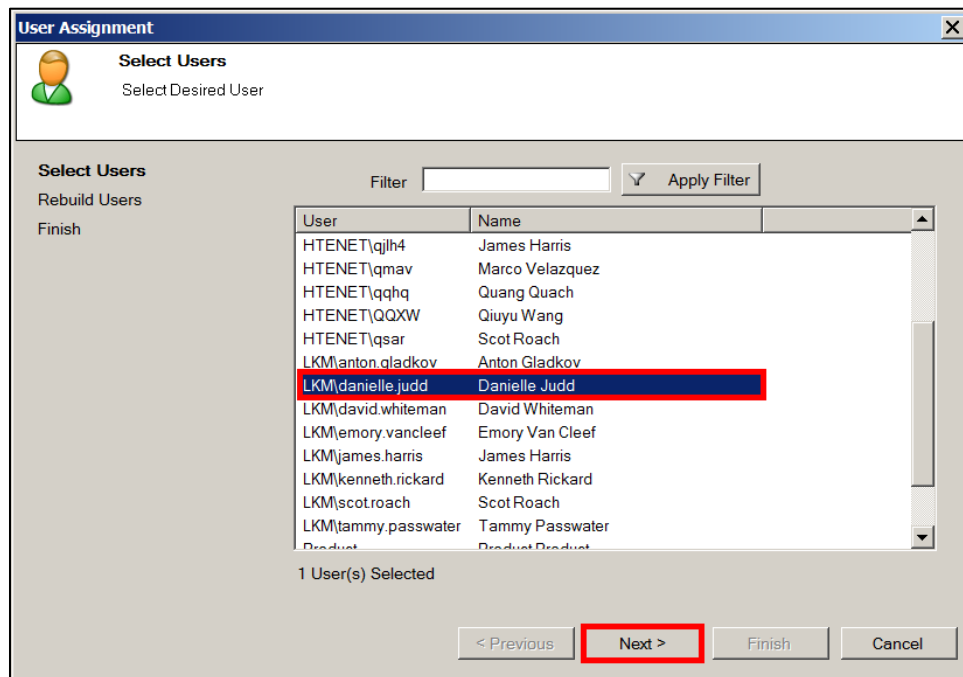 User Assignment
Select Users
Select Desired User
Select Users
Rebuild Users
Finish
Filter Apply Filter
User Name
HTENET\qjlh4 James Harris
HTENET\qmav Marco Velazquez
HTENET\qqhq Quang Quach
HTENET\QQXW Qiuyu Wang
HTENET\qsar Scot Roach
LKM\anton.gladkov Anton Gladkov
LKM\danielle.judd Danielle Judd
LKM\david.whiteman David Whiteman
LKM\emory.vancleef Emory Van Cleef
LKM\james.harris James Harris
LKM\kenneth.rickard Kenneth Rickard
LKM\scot.roach Scot Roach
LKM\tammy.passwater Tammy Passwater
Product Product Product
1 User(s) Selected
< Previous Next > Finish Cancel